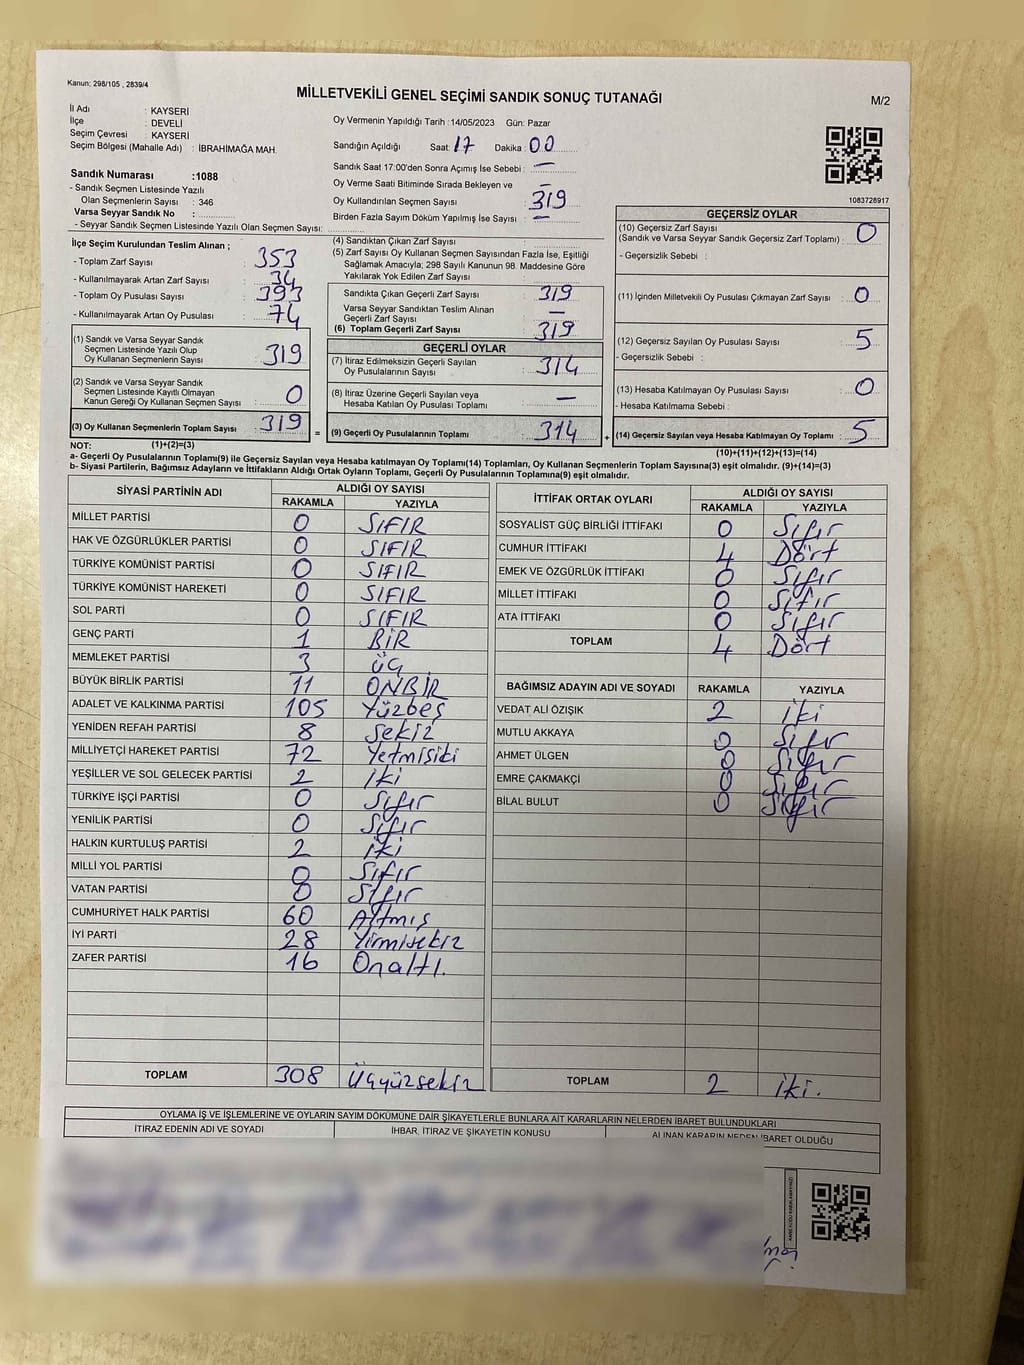 Kanun: 298/105 , 2839/4
MİLLETVEKİLİ GENEL SEÇİMİ SANDIK SONUÇ TUTANAĞI
M/2
İl Adı : KAYSERİ
İlçe : DEVELİ
Seçim Çevresi : KAYSERİ
Seçim Bölgesi (Mahalle Adı) : İBRAHİMAĞA MAH.
Sandık Numarası :1088
- Sandık Seçmen Listesinde Yazılı
Olan Seçmenlerin Sayısı : 346
Varsa Seyyar Sandık No :
- Seyyar Sandık Seçmen Listesinde Yazılı Olan Seçmen Sayısı:
Oy Vermenin Yapıldığı Tarih :14/05/2023 Gün: Pazar
Sandığın Açıldığı Saat: 17 Dakika: 00
Sandık Saat 17:00'den Sonra Açımış İse Sebebi : —
Oy Verme Saati Bitiminde Sırada Bekleyen ve –
Oy Kullandırılan Seçmen Sayısı : 319
Birden Fazla Sayım Döküm Yapılmış İse Sayısı : —
1083728917
İlçe Seçim Kurulundan Teslim Alınan ;
- Toplam Zarf Sayısı : 353
- Kullanılmayarak Artan Zarf Sayısı : 34
- Toplam Oy Pusulası Sayısı : 393
- Kullanılmayarak Artan Oy Pusulası : 74
(1) Sandık ve Varsa Seyyar Sandık
Seçmen Listesinde Yazılı Olup
Oy Kullanan Seçmenlerin Sayısı : 319
(2) Sandık ve Varsa Seyyar Sandık
Seçmen Listesinde Kayıtlı Olmayan
Kanun Gereği Oy Kullanan Seçmen Sayısı : 0
(3) Oy Kullanan Seçmenlerin Toplam Sayısı : 319
(4) Sandıktan Çıkan Zarf Sayısı :
(5) Zarf Sayısı Oy Kullanan Seçmen Sayısından Fazla İse, Eşitliği
Sağlamak Amacıyla; 298 Sayılı Kanunun 98. Maddesine Göre
Yakılarak Yok Edilen Zarf Sayısı :
Sandıkta Çıkan Geçerli Zarf Sayısı : 319
Varsa Seyyar Sandıktan Teslim Alınan
Geçerli Zarf Sayısı : —
(6) Toplam Geçerli Zarf Sayısı : 319
GEÇERLİ OYLAR
(7) İtiraz Edilmeksizin Geçerli Sayılan
Oy Pusulalarının Sayısı : 314
(8) İtiraz Üzerine Geçerli Sayılan veya
Hesaba Katılan Oy Pusulası Toplamı : —
= (9) Geçerli Oy Pusulalarının Toplamı : 314
GEÇERSİZ OYLAR
(10) Geçersiz Zarf Sayısı
(Sandık ve Varsa Seyyar Sandık Geçersiz Zarf Toplamı) : 0
- Geçersizlik Sebebi :
(11) İçinden Milletvekili Oy Pusulası Çıkmayan Zarf Sayısı : 0
(12) Geçersiz Sayılan Oy Pusulası Sayısı : 5
- Geçersizlik Sebebi :
(13) Hesaba Katılmayan Oy Pusulası Sayısı : 0
- Hesaba Katılmama Sebebi :
+ (14) Geçersiz Sayılan veya Hesaba Katılmayan Oy Toplamı : 5
NOT: (1)+(2)=(3)
(10)+(11)+(12)+(13)=(14)
a- Geçerli Oy Pusulalarının Toplamı(9) ile Geçersiz Sayılan veya Hesaba katılmayan Oy Toplamı(14) Toplamları, Oy Kullanan Seçmenlerin Toplam Sayısına(3) eşit olmalıdır. (9)+(14)=(3)
b- Siyasi Partilerin, Bağımsız Adayların ve İttifakların Aldığı Ortak Oyların Toplamı, Geçerli Oy Pusulalarının Toplamına(9) eşit olmalıdır.
SİYASİ PARTİNİN ADI ALDIĞI OY SAYISI
RAKAMLA YAZIYLA
MİLLET PARTİSİ 0 SIFIR
HAK VE ÖZGÜRLÜKLER PARTİSİ 0 SIFIR
TÜRKİYE KOMÜNİST PARTİSİ 0 SIFIR
TÜRKİYE KOMÜNİST HAREKETİ 0 SIFIR
SOL PARTİ 0 SIFIR
GENÇ PARTİ 1 BİR
MEMLEKET PARTİSİ 3 ÜÇ
BÜYÜK BİRLİK PARTİSİ 11 ONBİR
ADALET VE KALKINMA PARTİSİ 105 Yüzbeş
YENİDEN REFAH PARTİSİ 8 Sekiz
MİLLİYETÇİ HAREKET PARTİSİ 72 Yetmişiki
YEŞİLLER VE SOL GELECEK PARTİSİ 2 İki
TÜRKİYE İŞÇİ PARTİSİ 0 Sıfır
YENİLİK PARTİSİ 0 Sıfır
HALKIN KURTULUŞ PARTİSİ 2 iki
MİLLİ YOL PARTİSİ 0 Sıfır
VATAN PARTİSİ 0 Sıfır
CUMHURİYET HALK PARTİSİ 60 Altmış
İYİ PARTİ 28 Yirmisekiz
ZAFER PARTİSİ 16 Onaltı.
TOPLAM 308 Üçyüzsekiz
İTTİFAK ORTAK OYLARI ALDIĞI OY SAYISI
RAKAMLA YAZIYLA
SOSYALİST GÜÇ BİRLİĞİ İTTİFAKI 0 Sıfır
CUMHUR İTTİFAKI 4 Dört
EMEK VE ÖZGÜRLÜK İTTİFAKI 0 Sıfır
MİLLET İTTİFAKI 0 Sıfır
ATA İTTİFAKI 0 Sıfır
TOPLAM 4 Dört
BAĞIMSIZ ADAYIN ADI VE SOYADI RAKAMLA YAZIYLA
VEDAT ALİ ÖZIŞIK 2 iki
MUTLU AKKAYA 0 Sıfır
AHMET ÜLGEN 0 Sıfır
EMRE ÇAKMAKÇİ 0 Sıfır
BİLAL BULUT 0 Sıfır
TOPLAM 2 iki.
OYLAMA İŞ VE İŞLEMLERİNE VE OYLARIN SAYIM DÖKÜMÜNE DAİR ŞİKAYETLERLE BUNLARA AİT KARARLARIN NELERDEN İBARET BULUNDUKLARI
İTİRAZ EDENİN ADI VE SOYADI İHBAR, İTİRAZ VE ŞİKAYETİN KONUSU ALINAN KARARIN NEDEN İBARET OLDUĞU